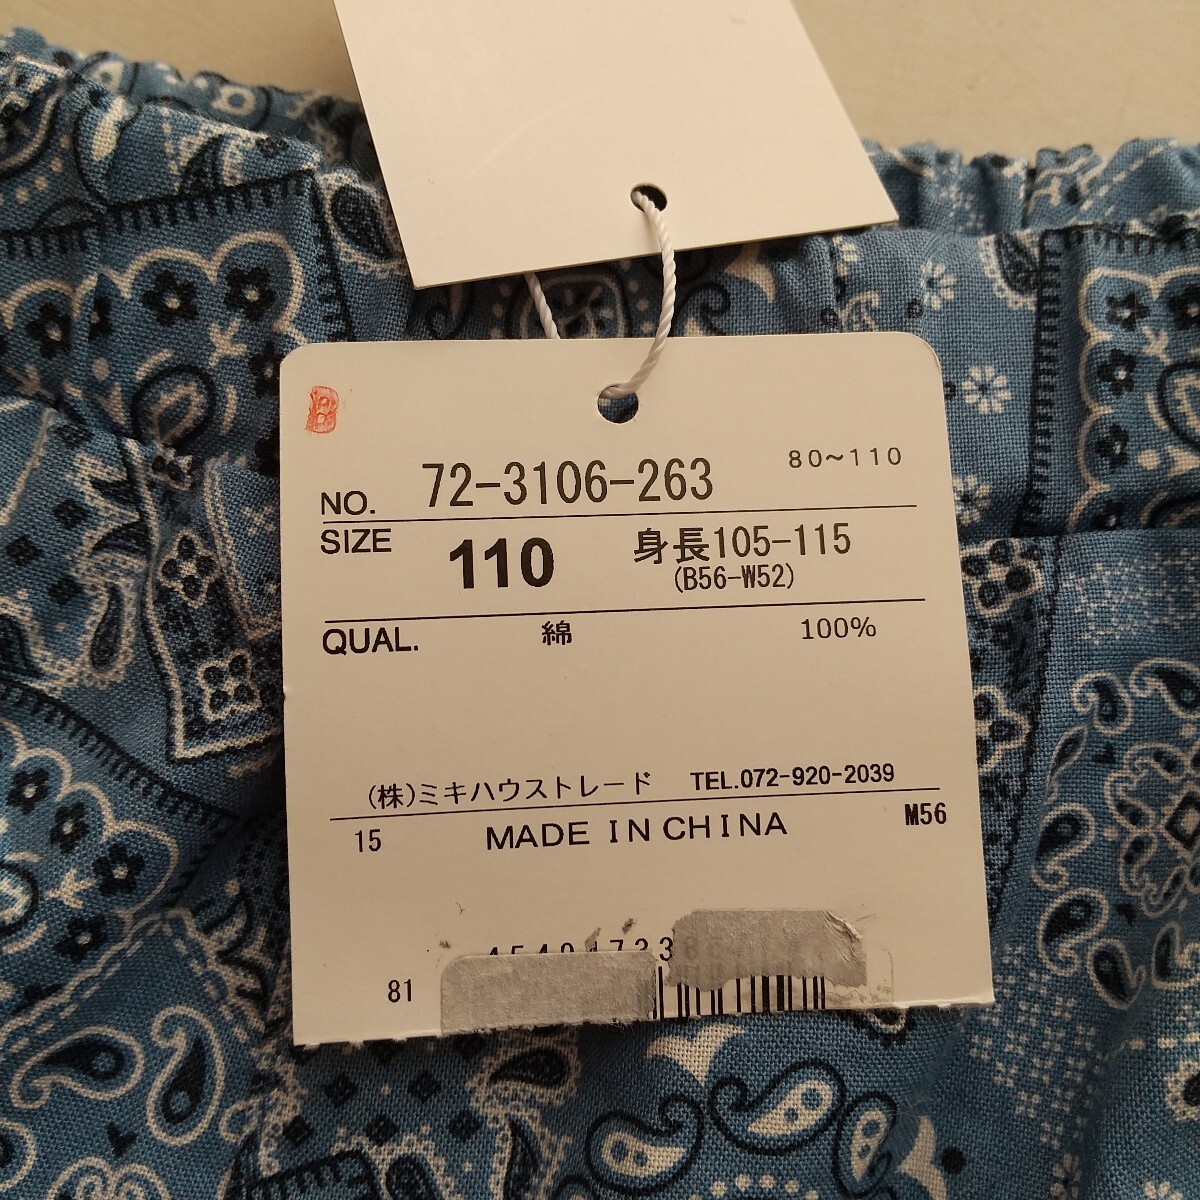 B
NO. 72-3106-263 80~110
SIZE 110 身長105-115
(B56-W52)
QUAL. 綿 100%
(株)ミキハウストレード TEL.072-920-2039
15 MADE IN CHINA M56
81